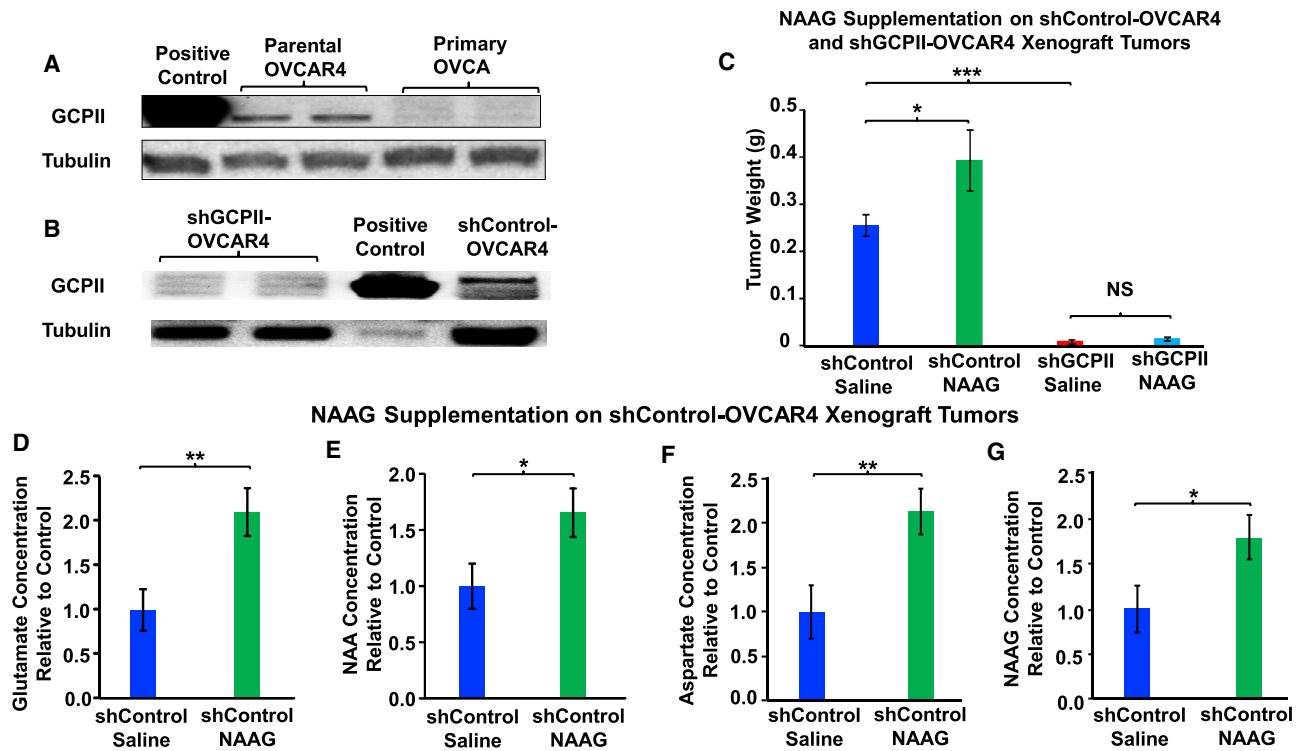 NAAG Supplementation on shControl-OVCAR4
and shGCPII-OVCAR4 Xenograft Tumors
A
Positive
Control
Parental
OVCAR4
Primary
OVCA
GCPII
Tubulin
B
shGCPII-
OVCAR4
Positive
Control
shControl-
OVCAR4
GCPII
Tubulin
C
***
*
NS
Tumor Weight (g)
0.5
0.4
0.3
0.2
0.1
0
shControl
Saline
shControl
NAAG
shGCPII
Saline
shGCPII
NAAG
NAAG Supplementation on shControl-OVCAR4 Xenograft Tumors
D
**
Glutamate Concentration
Relative to Control
2.5
2.0
1.5
1.0
0.5
0.0
shControl
Saline
shControl
NAAG
E
*
NAA Concentration
Relative to Control
2.0
1.5
1.0
0.5
0.0
shControl
Saline
shControl
NAAG
F
**
Aspartate Concentration
Relative to Control
2.5
2.0
1.5
1.0
0.5
0.0
shControl
Saline
shControl
NAAG
G
*
NAAG Concentration
Relative to Control
2.5
2.0
1.5
1.0
0.5
0.0
shControl
Saline
shControl
NAAG